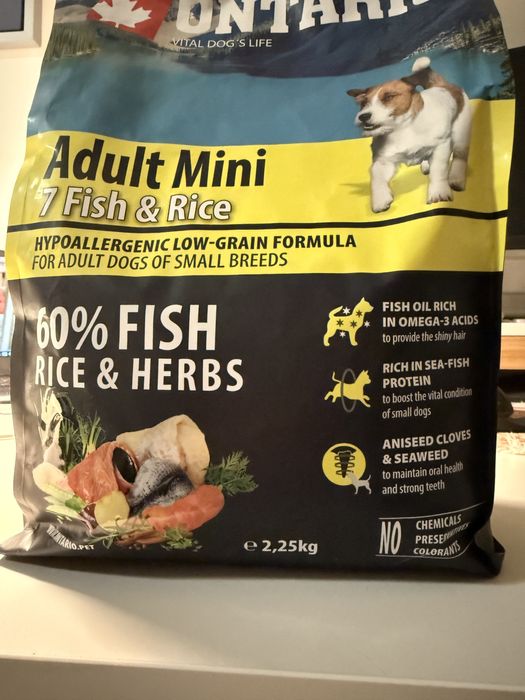 ONTARI
VITAL DOG'S LIFE
Adult Mini
7 Fish & Rice
HYPOALLERGENIC LOW-GRAIN FORMULA
FOR ADULT DOGS OF SMALL BREEDS
60% FISH
RICE & HERBS
FISH OIL RICH
IN OMEGA-3 ACIDS
to provide the shiny hair
RICH IN SEA-FISH
PROTEIN
to boost the vital condition
of small dogs
ANISEED CLOVES
& SEAWEED
to maintain oral health
and strong teeth
.ONTARIO.PET
℮ 2,25kg
NO
CHEMICALS
PRESERVATIVES
COLORANTS